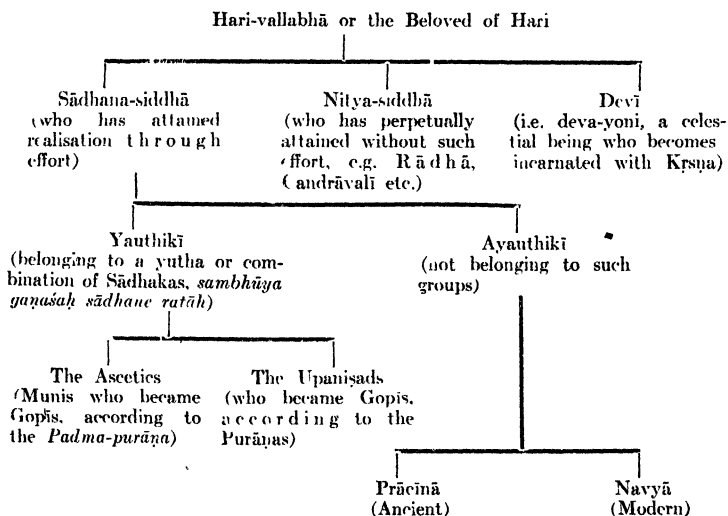 Hari-vallabhā or the Beloved of Hari
Sādhana-siddhā
(who has attained
realisation through
effort)
Nitya-siddhā
(who has perpetually
attained without such
effort, e.g. Rādhā,
Candrāvalī etc.)
Devī
(i.e. deva-yoni, a celes-
tial being who becomes
incarnated with Kṛṣṇa)
Yauthikī
(belonging to a yutha or com-
bination of Sādhakas, sambhūya
gaṇaśaḥ sādhane ratāḥ)
Ayauthikī
(not belonging to such
groups)
The Ascetics
(Munis who became
Gopīs, according to
the Padma-purāṇa)
The Upaniṣads
(who became Gopīs,
according to the
Purāṇas)
Prācīnā
(Ancient)
Navyā
(Modern)